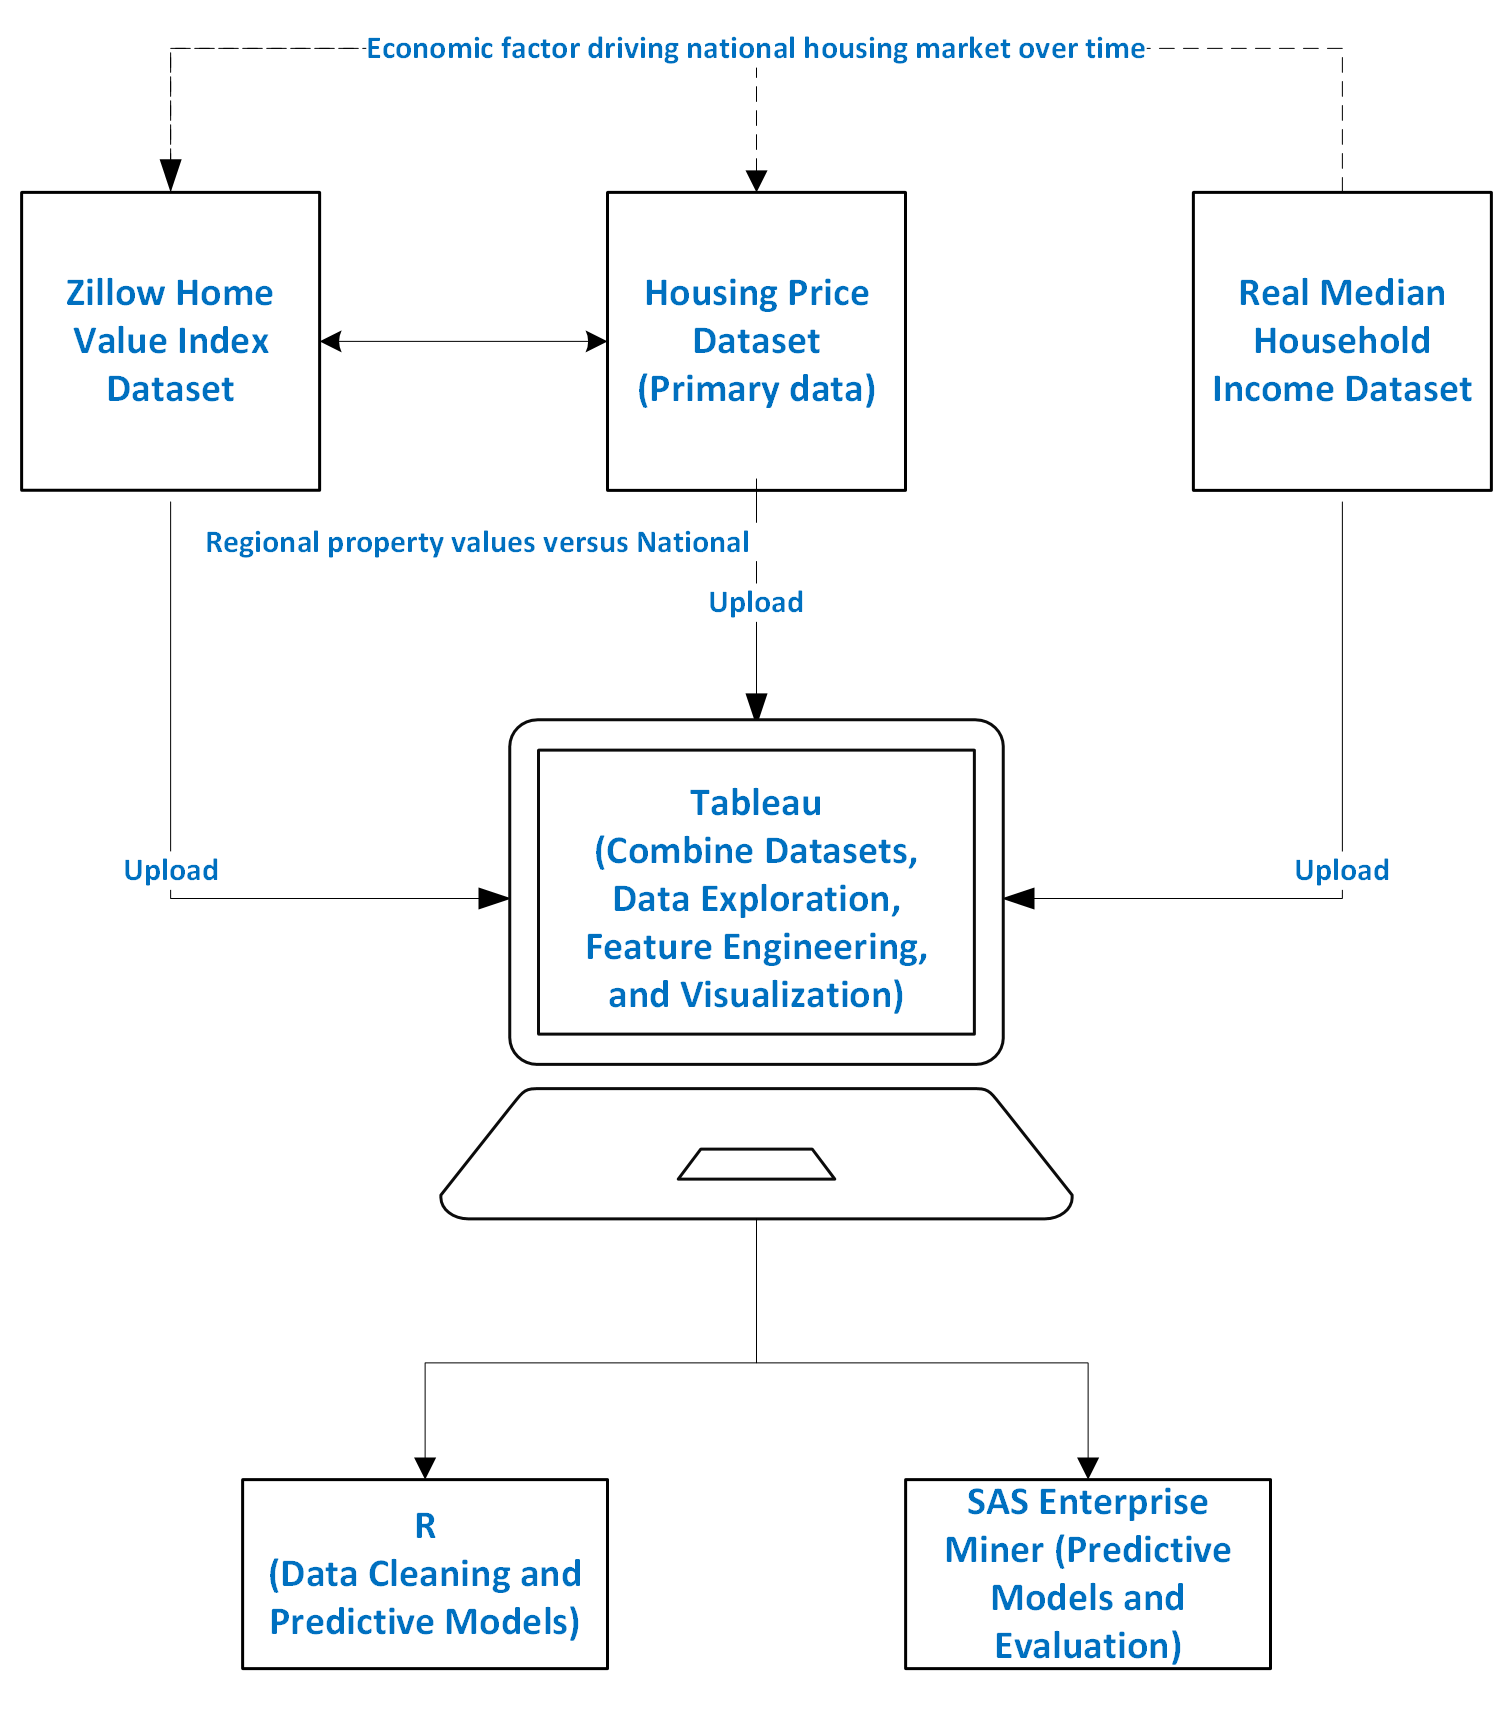 Economic factor driving national housing market over time
Zillow Home
Value Index
Dataset
Housing Price
Dataset
(Primary data)
Real Median
Household
Income Dataset
Regional property values versus National
Upload
Upload
Upload
Tableau
(Combine Datasets,
Data Exploration,
Feature Engineering,
and Visualization)
R
(Data Cleaning and
Predictive Models)
SAS Enterprise
Miner (Predictive
Models and
Evaluation)